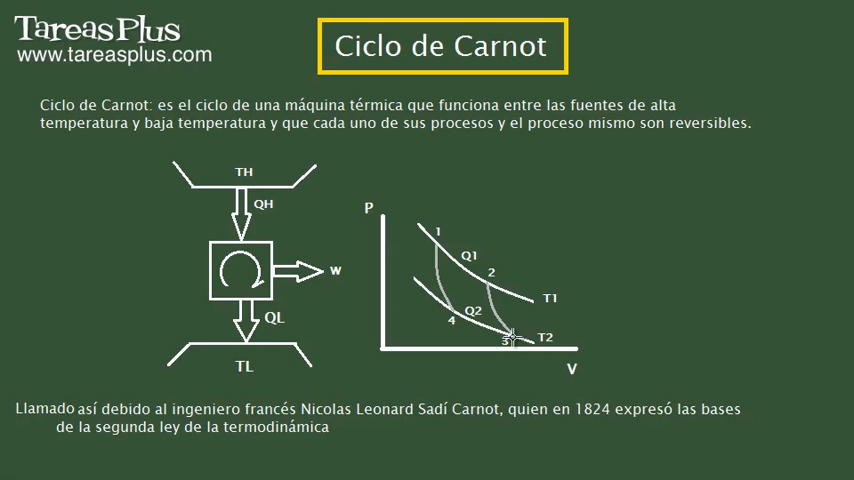 TareasPlus
www.tareasplus.com
Ciclo de Carnot
Ciclo de Carnot: es el ciclo de una máquina térmica que funciona entre las fuentes de alta
temperatura y baja temperatura y que cada uno de sus procesos y el proceso mismo son reversibles.
TH
QH
W
QL
TL
P
1
Q1
2
T1
Q2
4
3
T2
V
Llamado así debido al ingeniero francés Nicolas Leonard Sadí Carnot, quien en 1824 expresó las bases
de la segunda ley de la termodinámica